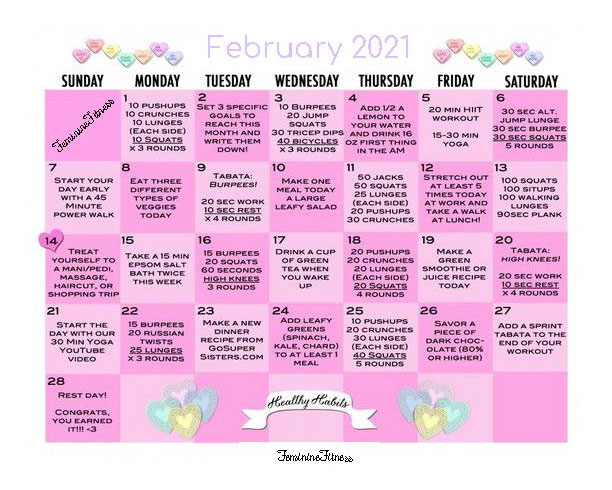 February 2021
SUNDAY MONDAY TUESDAY WEDNESDAY THURSDAY FRIDAY SATURDAY
FeminineFitness
1
10 PUSHUPS
10 CRUNCHES
10 LUNGES
(EACH SIDE)
10 SQUATS
X 3 ROUNDS
2
SET 3 SPECIFIC
GOALS TO
REACH THIS
MONTH AND
WRITE THEM
DOWN!
3
10 BURPEES
20 JUMP
SQUATS
30 TRICEP DIPS
40 BICYCLES
X 3 ROUNDS
4
ADD 1/2 A
LEMON TO
YOUR WATER
AND DRINK 16
OZ FIRST THING
IN THE AM
5
20 MIN HIIT
WORKOUT
15-30 MIN
YOGA
6
30 SEC ALT.
JUMP LUNGE
30 SEC BURPEE
30 SEC SQUATS
5 ROUNDS
7
START YOUR
DAY EARLY
WITH A 45
MINUTE
POWER WALK
8
EAT THREE
DIFFERENT
TYPES OF
VEGGIES
TODAY
9
TABATA:
BURPEES!
20 SEC WORK
10 SEC REST
X 4 ROUNDS
10
MAKE ONE
MEAL TODAY
A LARGE
LEAFY SALAD
11
50 JACKS
50 SQUATS
25 LUNGES
(EACH SIDE)
20 PUSHUPS
30 CRUNCHES
12
STRETCH OUT
AT LEAST 5
TIMES TODAY
AT WORK AND
TAKE A WALK
AT LUNCH!
13
100 SQUATS
100 SITUPS
100 WALKING
LUNGES
90SEC PLANK
14
TREAT
YOURSELF TO
A MANI/PEDI,
MASSAGE,
HAIRCUT, OR
SHOPPING TRIP
15
TAKE A 15 MIN
EPSOM SALT
BATH TWICE
THIS WEEK
16
15 BURPEES
20 SQUATS
60 SECONDS
HIGH KNEES
3 ROUNDS
17
DRINK A CUP
OF GREEN
TEA WHEN
YOU WAKE
UP
18
20 PUSHUPS
20 CRUNCHES
20 LUNGES
(EACH SIDE)
20 SQUATS
4 ROUNDS
19
MAKE A
GREEN
SMOOTHIE OR
JUICE RECIPE
TODAY
20
TABATA:
HIGH KNEES!
20 SEC WORK
10 SEC REST
X 4 ROUNDS
21
START THE
DAY WITH OUR
30 MIN YOGA
YOUTUBE
VIDEO
22
15 BURPEES
20 RUSSIAN
TWISTS
25 LUNGES
X 3 ROUNDS
23
MAKE A NEW
DINNER
RECIPE FROM
GOSUPER
SISTERS.COM
24
ADD LEAFY
GREENS
(SPINACH,
KALE, CHARD)
TO AT LEAST 1
MEAL
25
10 PUSHUPS
20 CRUNCHES
30 LUNGES
(EACH SIDE)
40 SQUATS
5 ROUNDS
26
SAVOR A
PIECE OF
DARK CHOC-
OLATE (80%
OR HIGHER)
27
ADD A SPRINT
TABATA TO THE
END OF YOUR
WORKOUT
28
REST DAY!
CONGRATS,
YOU EARNED
IT!!! <3
Healthy Habits
FeminineFitness